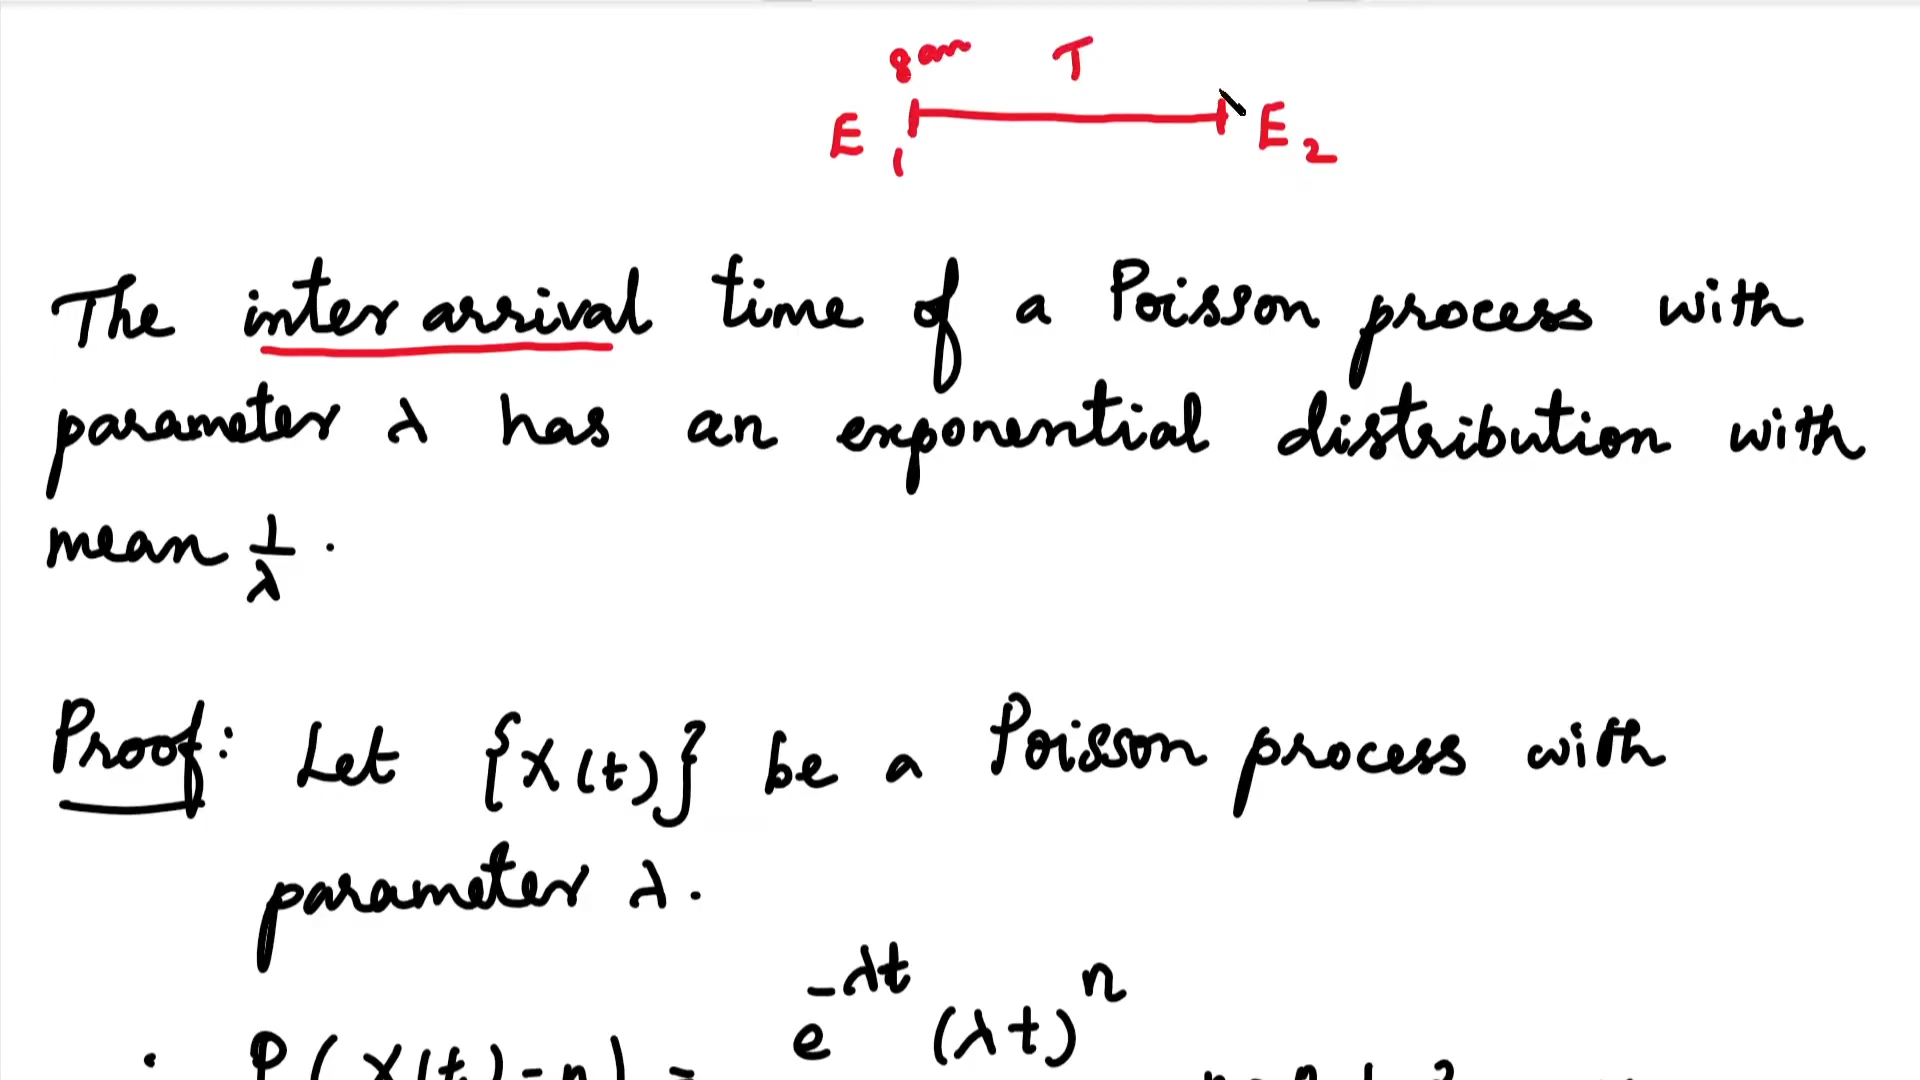 8am T
E1 E2
The inter arrival time of a Poisson process with
parameter λ has an exponential distribution with
mean 1/λ.
Proof: Let {X(t)} be a Poisson process with
parameter λ.
e^-λt (λt)^n
P(X(t)=n) =